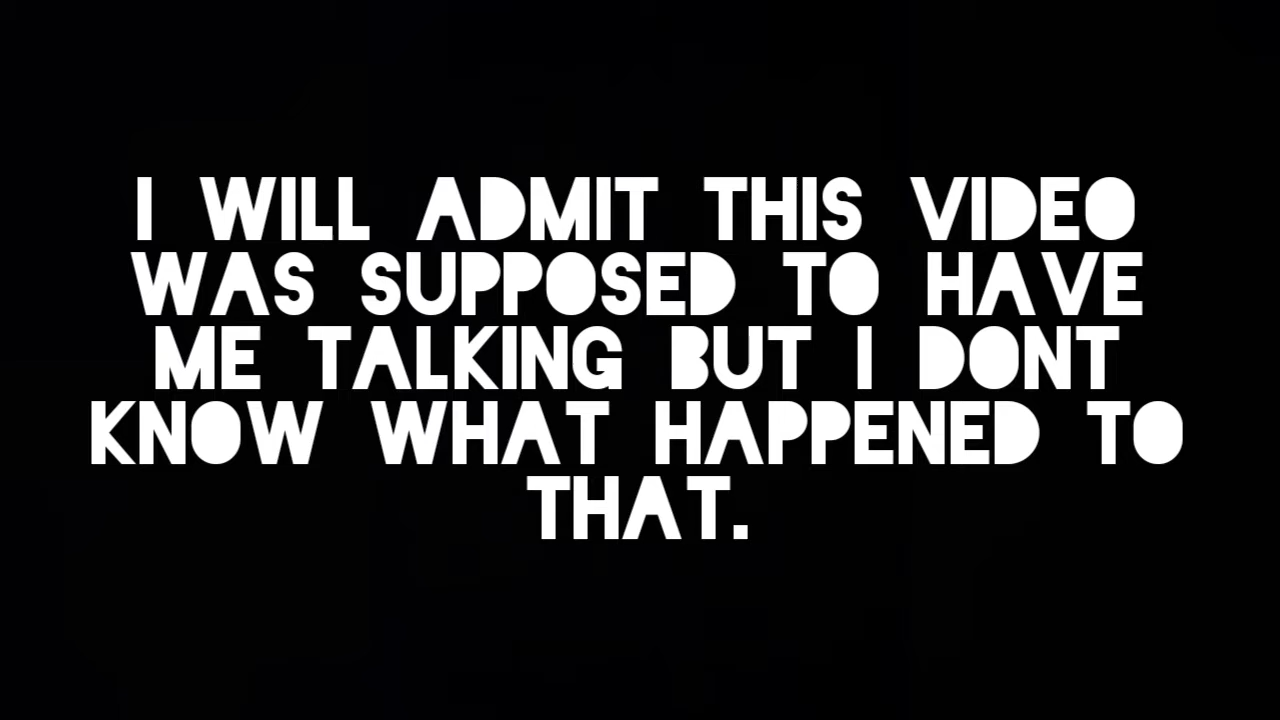 I WILL ADMIT THIS VIDEO
WAS SUPPOSED TO HAVE
ME TALKING BUT I DONT
KNOW WHAT HAPPENED TO
THAT.